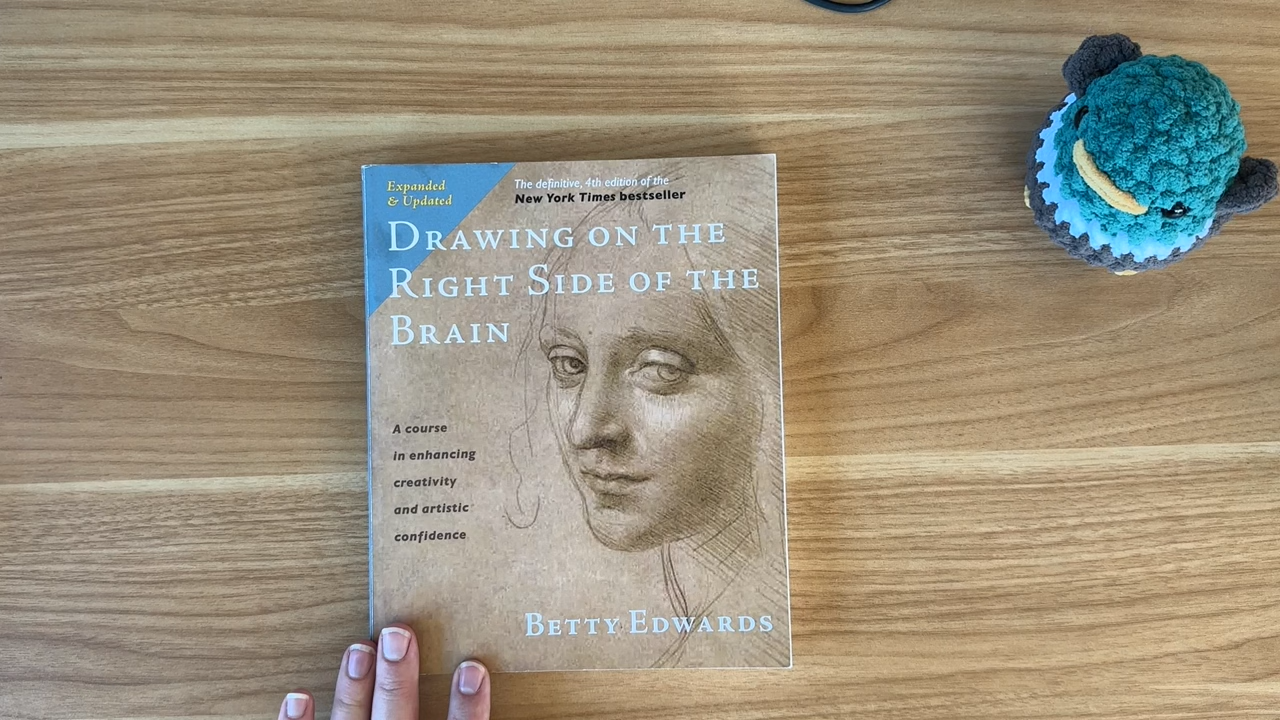 Expanded
& Updated
The definitive, 4th edition of the
New York Times bestseller
DRAWING ON THE
RIGHT SIDE OF THE
BRAIN
A course
in enhancing
creativity
and artistic
confidence
BETTY EDWARDS